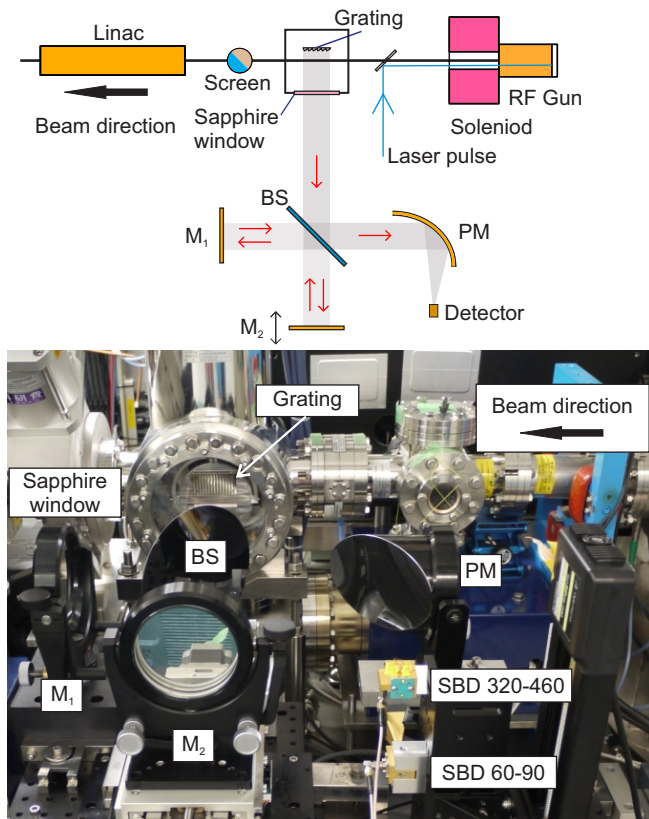 Grating
Linac
Screen
RF Gun
Sapphire
window
Beam direction
Soleniod
Laser pulse
BS
PM
M₁
Detector
M₂
Grating
Beam direction
Sapphire
window
BS
PM
M₁
SBD 320-460
M₂
SBD 60-90